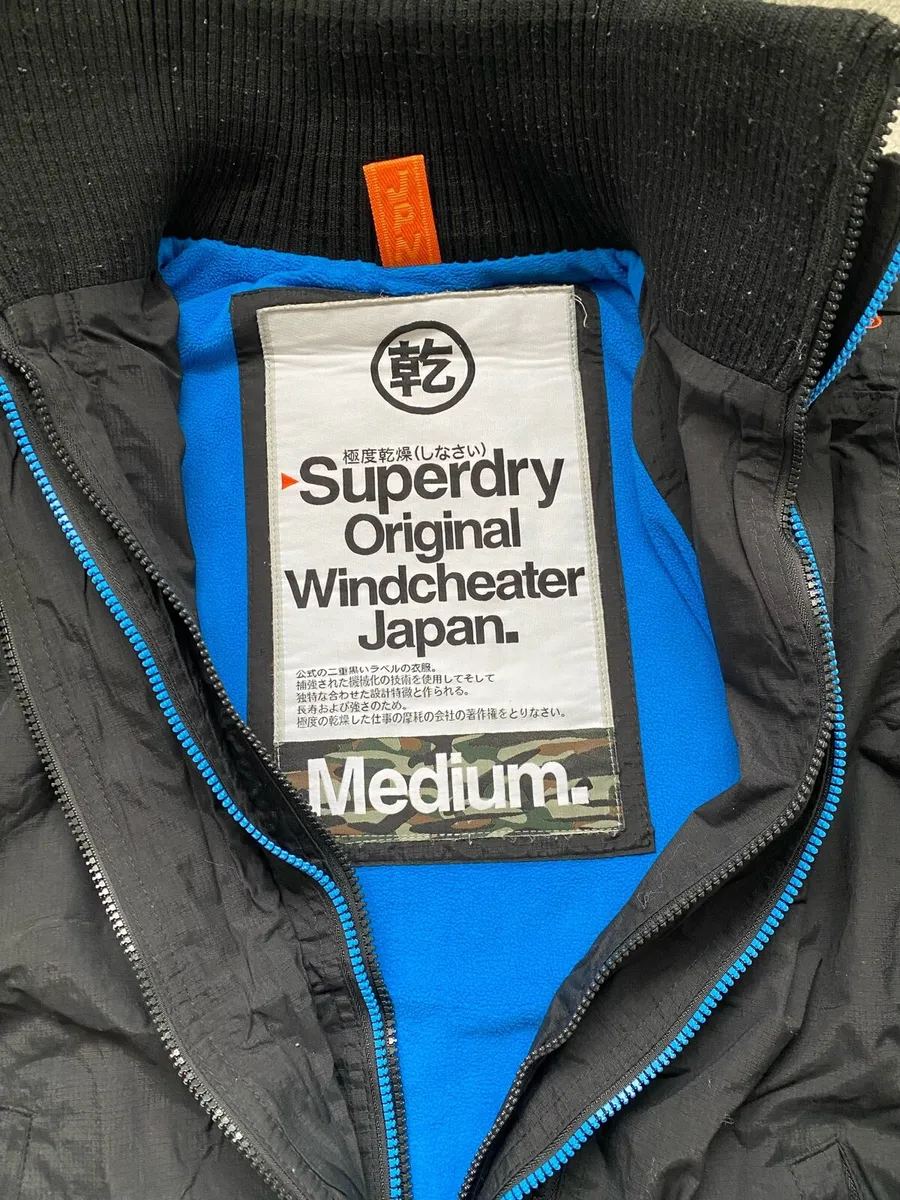 JPN
乾
極度乾燥(しなさい)
Superdry
Original
Windcheater
Japan.
公式の二重黒いラベルの衣服。
補強された機械化の技術を使用してそして
独特な合わせた設計特徴と作られる。
長寿および強さのため。
極度の乾燥した仕事の摩耗の会社の著作権をとりなさい。
Medium.